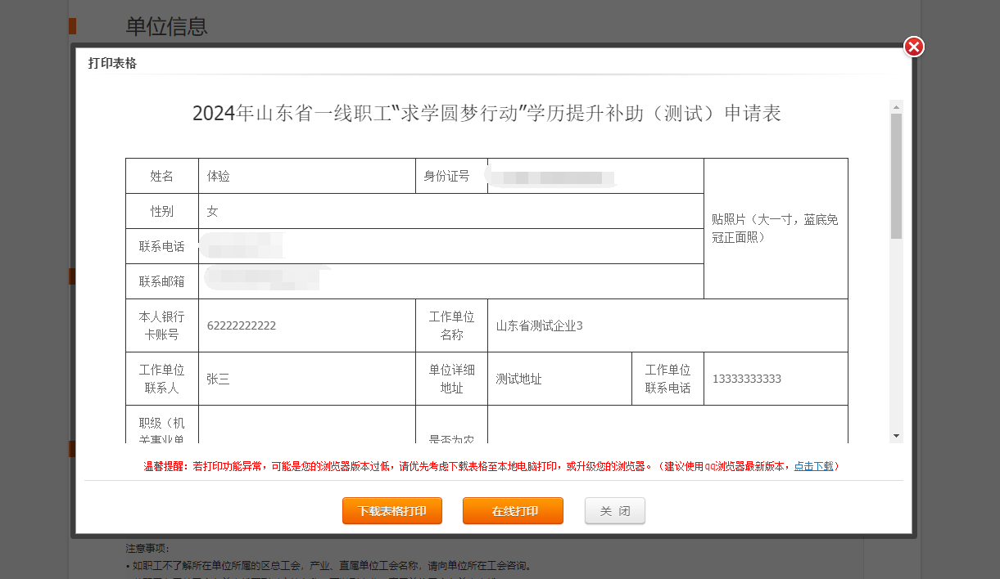 单位信息
打印表格
2024年山东省一线职工“求学圆梦行动”学历提升补助（测试）申请表
姓名
体验
身份证号
贴照片（大一寸，蓝底免
冠正面照）
性别
女
联系电话
联系邮箱
本人银行
卡账号
62222222222
工作单位
名称
山东省测试企业3
工作单位
联系人
张三
单位详细
地址
测试地址
工作单位
联系电话
13333333333
职级（机
关事业单
是否为农
温馨提醒：若打印功能异常，可能是您的浏览器版本过低，请优先考虑下载表格至本地电脑打印，或升级您的浏览器。（建议使用qq浏览器最新版本，点击下载）
下载表格打印
在线打印
关 闭
注意事项：
• 如职工不了解所在单位所属的区总工会，产业、直属单位工会名称，请向单位所在工会咨询。